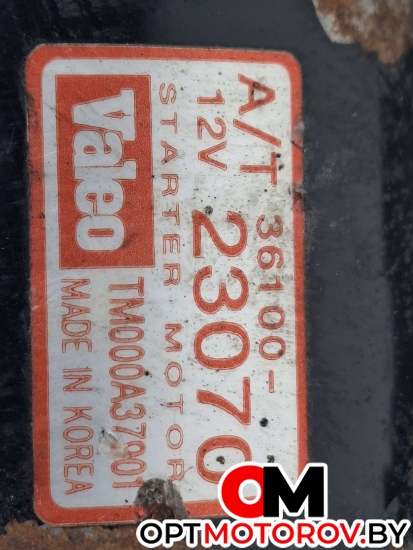 A/T 36100-
12V 23070
STARTER MOTOR
Valeo TM000A37901
MADE IN KOREA
OM
OPTMOTOROV.BY